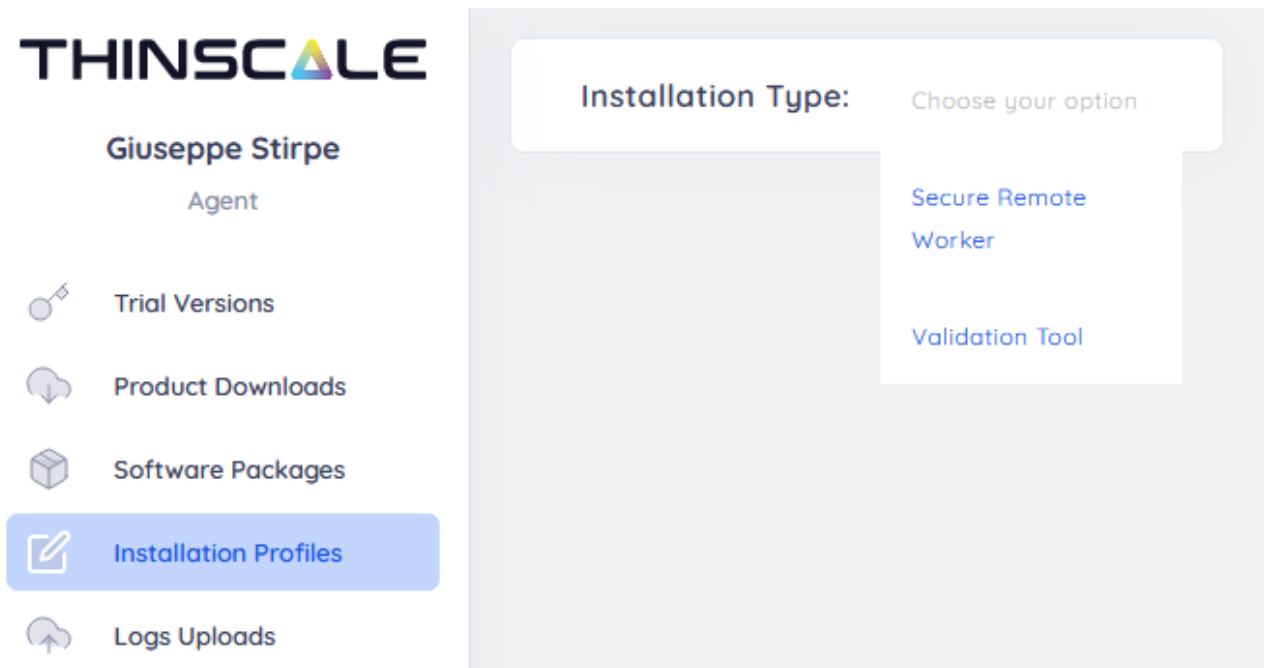 THINSCALE
Giuseppe Stirpe
Agent
Trial Versions
Product Downloads
Software Packages
Installation Profiles
Logs Uploads
Installation Type:
Choose your option
Secure Remote
Worker
Validation Tool